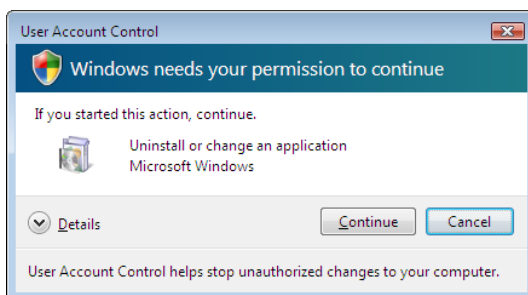 User Account Control
Windows needs your permission to continue
If you started this action, continue.
Uninstall or change an application
Microsoft Windows
Details
Continue
Cancel
User Account Control helps stop unauthorized changes to your computer.